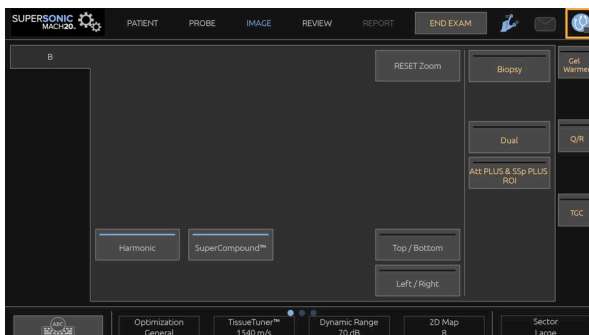 SUPERSONIC
MACH20.
PATIENT PROBE IMAGE REVIEW REPORT END EXAM
B
RESET Zoom
Biopsy
Gel
Warmer
Dual
Q/R
Att PLUS & SSp PLUS
ROI
TGC
Harmonic
SuperCompound™
Top / Bottom
Left / Right
ABC
Optimization
General
TissueTuner™
1540 m/s
Dynamic Range
70 dB
2D Map
8
Sector
Large